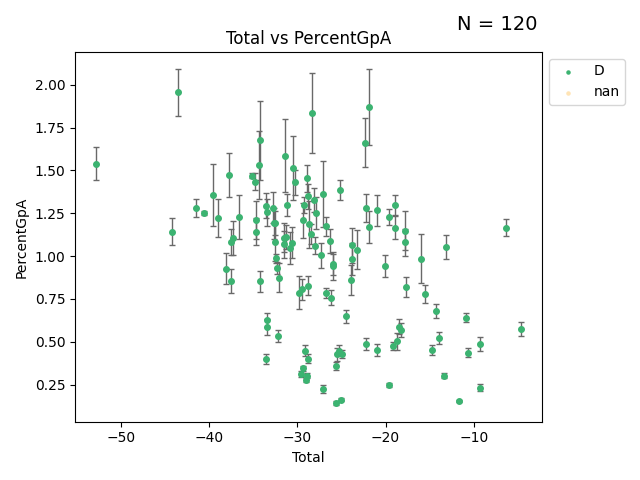 N = 120
Total vs PercentGpA
D
nan
2.00
1.75
1.50
1.25
1.00
0.75
0.50
0.25
PercentGpA
−50
−40
−30
−20
−10
Total